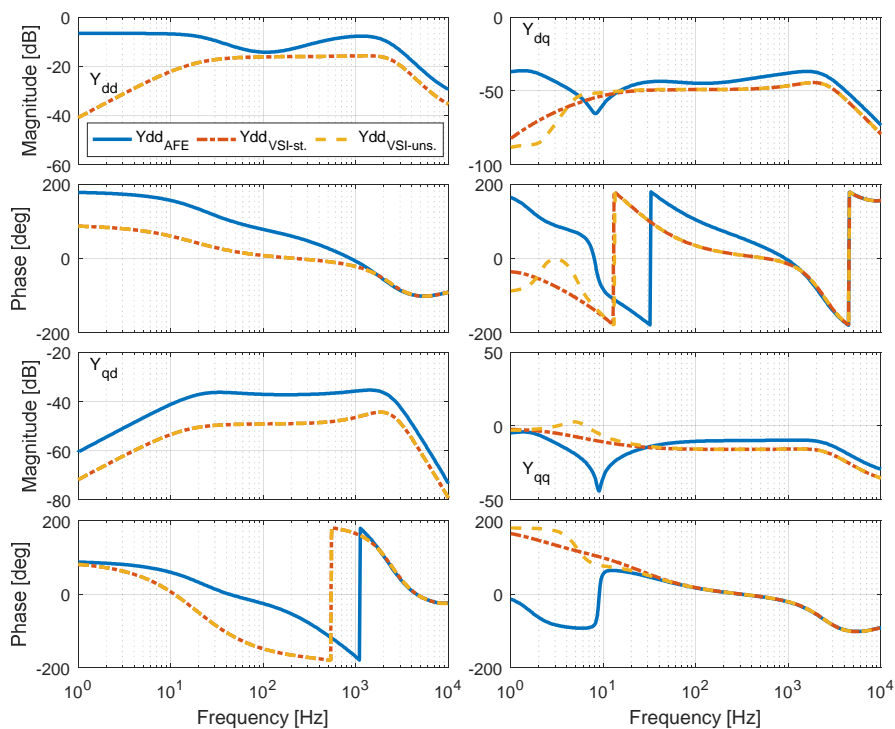 0
-20
-40
-60
Magnitude [dB]
Y_dd
Ydd_AFE Ydd_VSI-st. Ydd_VSI-uns.
0
-50
-100
Y_dq
200
0
-200
Phase [deg]
200
0
-200
-20
-40
-60
-80
Magnitude [dB]
Y_qd
50
0
-50
Y_qq
200
0
-200
Phase [deg]
10^0 10^1 10^2 10^3 10^4
Frequency [Hz]
200
0
-200
10^0 10^1 10^2 10^3 10^4
Frequency [Hz]